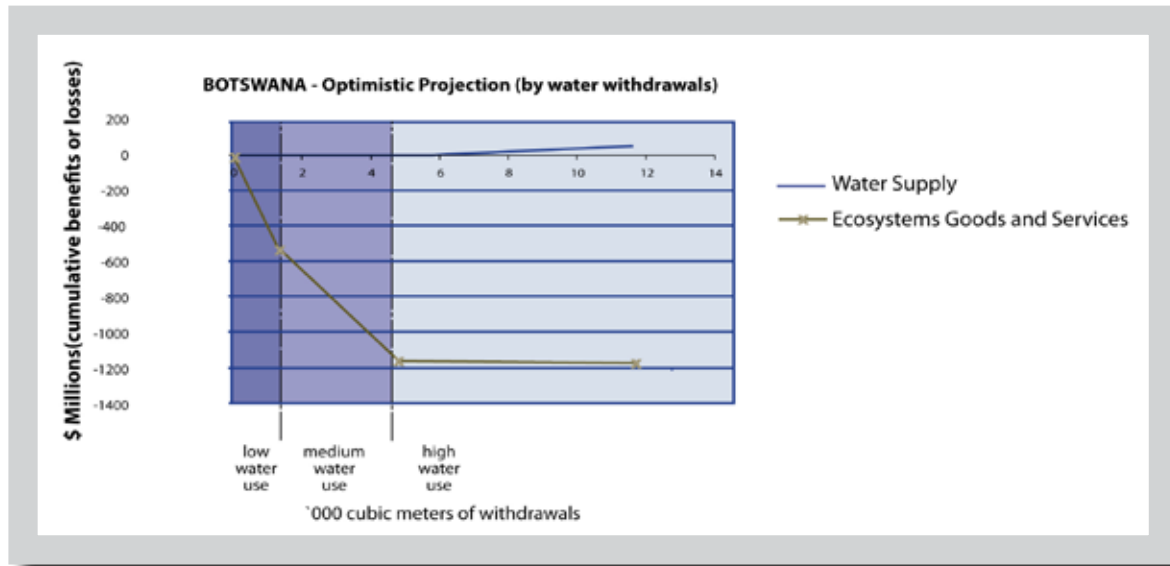 BOTSWANA - Optimistic Projection (by water withdrawals)
$ Millions(cumulative benefits or losses)
200
0
-200
-400
-600
-800
-1000
-1200
-1400
0 2 4 6 8 10 12 14
Water Supply
Ecosystems Goods and Services
low water use
medium water use
high water use
`000 cubic meters of withdrawals